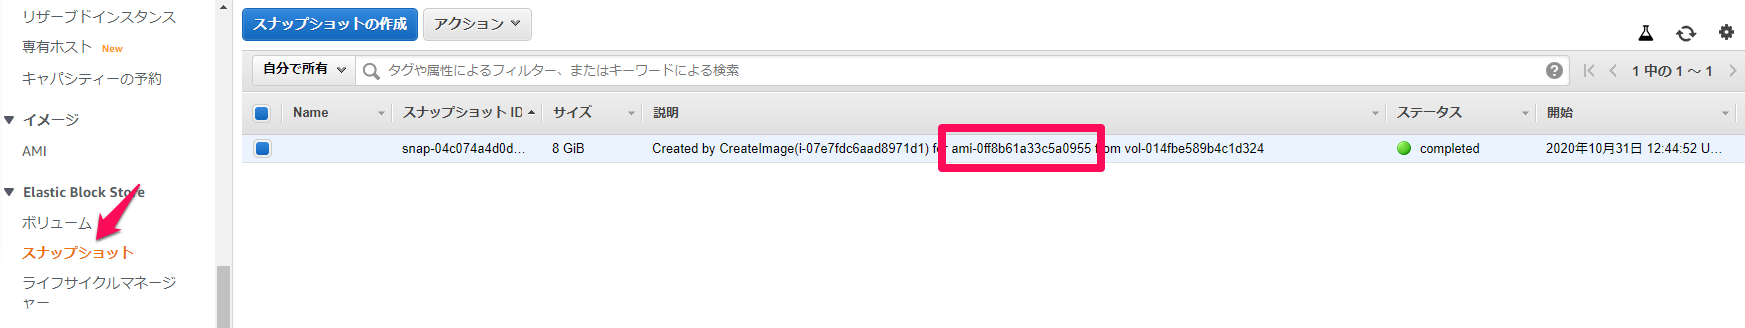 リザーブドインスタンス
専有ホスト New
キャパシティーの予約
イメージ
AMI
Elastic Block Store
ボリューム
スナップショット
ライフサイクルマネージ
ャー
スナップショットの作成 アクション
自分で所有 タグや属性によるフィルター、またはキーワードによる検索 1 中の 1 ～ 1
Name スナップショット ID サイズ 説明 ステータス 開始
snap-04c074a4d0d... 8 GiB Created by CreateImage(i-07e7fdc6aad8971d1) for ami-0ff8b61a33c5a0955 from vol-014fbe589b4c1d324 completed 2020年10月31日 12:44:52 U...